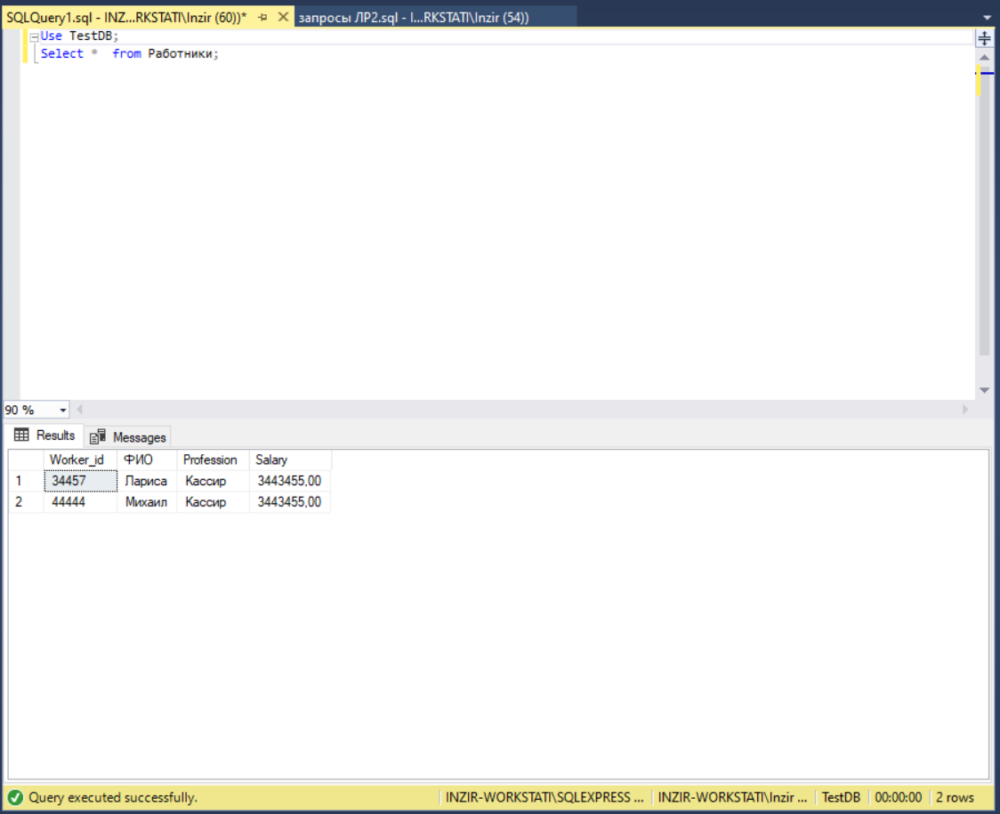 SQLQuery1.sql - INZ...RKSTATI\Inzir (60))* запросы ЛР2.sql - I...RKSTATI\Inzir (54))
Use TestDB;
Select * from Работники;
90 %
Results Messages
Worker_id ФИО Profession Salary
1 34457 Лариса Кассир 3443455,00
2 44444 Михаил Кассир 3443455,00
Query executed successfully. INZIR-WORKSTATI\SQLEXPRESS ... INZIR-WORKSTATI\Inzir ... TestDB 00:00:00 2 rows